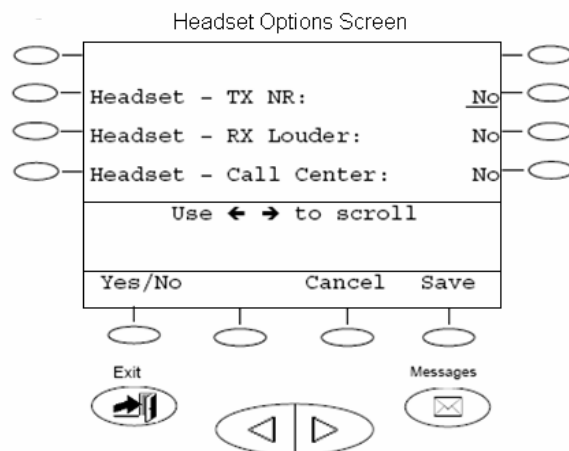 Headset Options Screen
Headset - TX NR: No
Headset - RX Louder: No
Headset - Call Center: No
Use ← → to scroll
Yes/No Cancel Save
Exit Messages